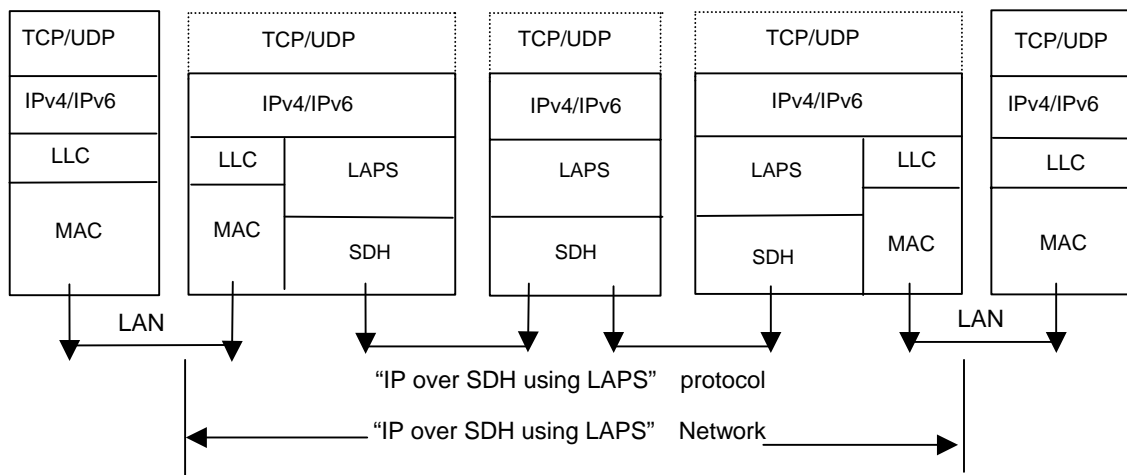 TCP/UDP TCP/UDP TCP/UDP TCP/UDP TCP/UDP
IPv4/IPv6 IPv4/IPv6 IPv4/IPv6 IPv4/IPv6 IPv4/IPv6
LLC LLC LAPS LAPS LAPS LLC LLC
MAC MAC SDH SDH SDH MAC MAC
LAN LAN
“IP over SDH using LAPS” protocol
“IP over SDH using LAPS” Network